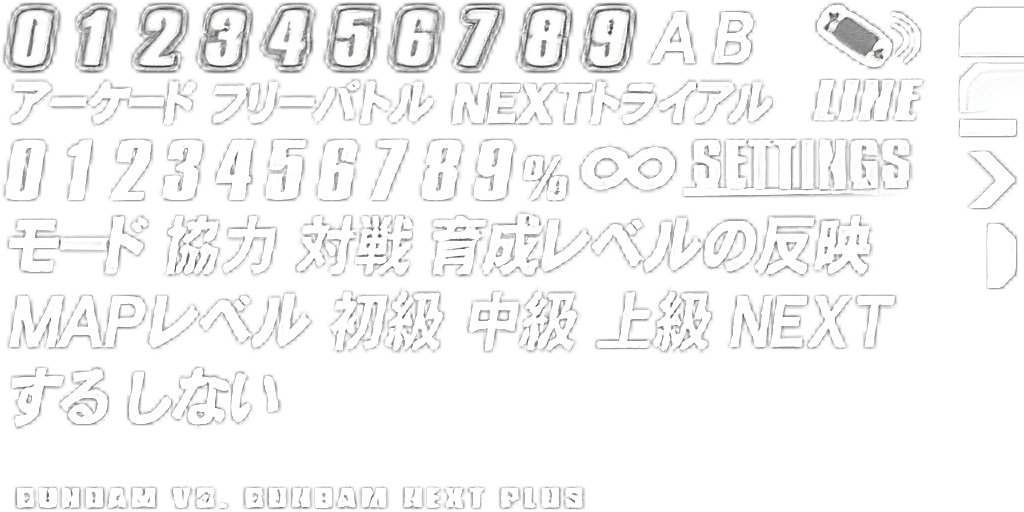 0 1 2 3 4 5 6 7 8 9 A B
アーケード フリーバトル NEXTトライアル LINE
0 1 2 3 4 5 6 7 8 9 % ∞ SETTINGS
モード 協力 対戦 育成レベルの反映
MAPレベル 初級 中級 上級 NEXT
する しない
GUNDAM VS. GUNDAM NEXT PLUS